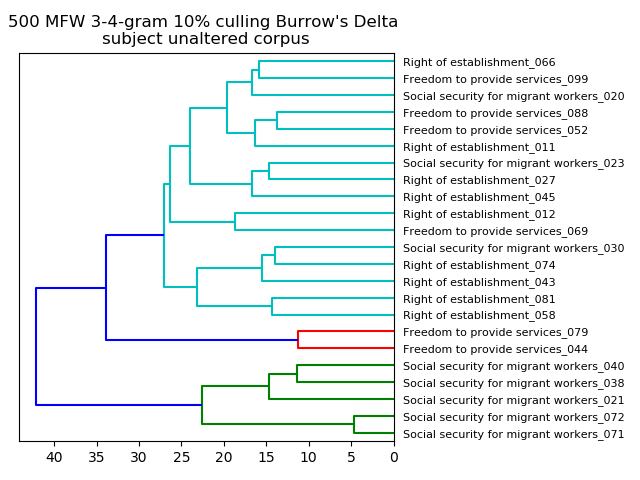 500 MFW 3-4-gram 10% culling Burrow's Delta
subject unaltered corpus
Right of establishment_066
Freedom to provide services_099
Social security for migrant workers_020
Freedom to provide services_088
Freedom to provide services_052
Right of establishment_011
Social security for migrant workers_023
Right of establishment_027
Right of establishment_045
Right of establishment_012
Freedom to provide services_069
Social security for migrant workers_030
Right of establishment_074
Right of establishment_043
Right of establishment_081
Right of establishment_058
Freedom to provide services_079
Freedom to provide services_044
Social security for migrant workers_040
Social security for migrant workers_038
Social security for migrant workers_021
Social security for migrant workers_072
Social security for migrant workers_071
40 35 30 25 20 15 10 5 0